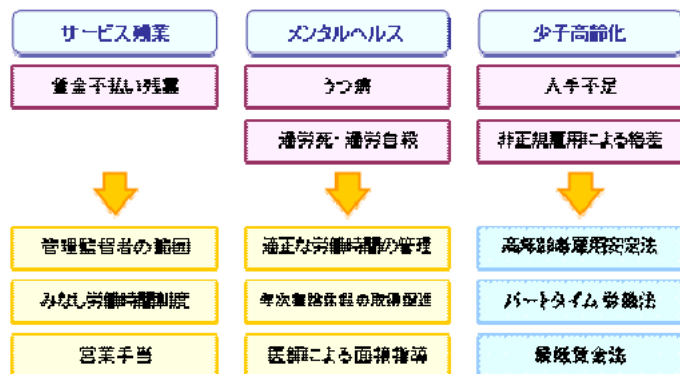 サービス残業
メンタルヘルス
少子高齢化
賃金不払い残業
うつ病
人手不足
過労死・過労自殺
非正規雇用による格差
管理監督者の範囲
適正な労働時間の管理
高年齢者雇用安定法
みなし労働時間制度
年次有給休暇の取得促進
パートタイム労働法
営業手当
医師による面接指導
最低賃金法